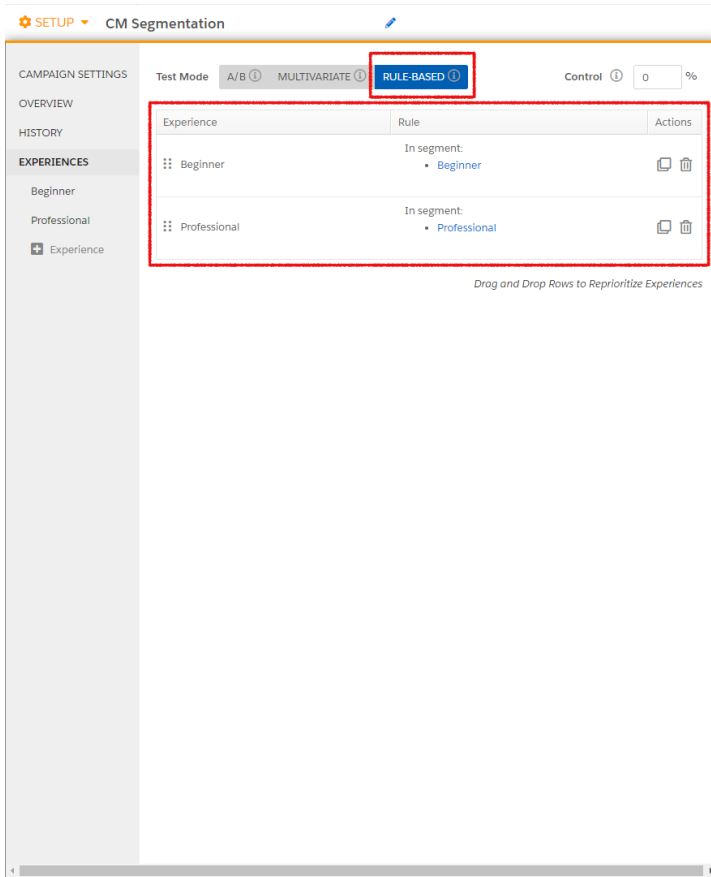 SETUP CM Segmentation
CAMPAIGN SETTINGS
OVERVIEW
HISTORY
EXPERIENCES
Beginner
Professional
Experience
Test Mode A/B MULTIVARIATE RULE-BASED Control 0 %
Experience Rule Actions
Beginner
In segment:
• Beginner
Professional
In segment:
• Professional
Drag and Drop Rows to Reprioritize Experiences